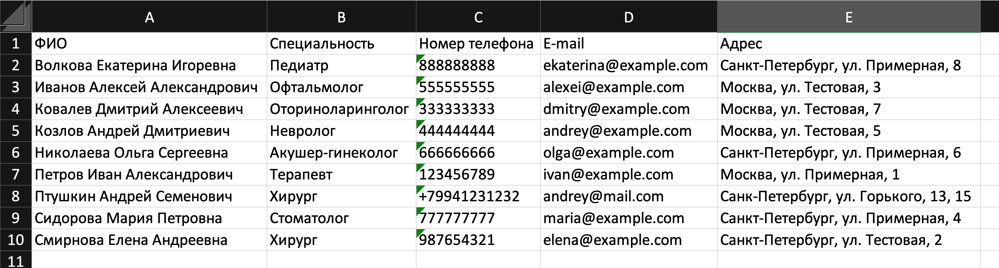 A B C D E
1 ФИО Специальность Номер телефона E-mail Адрес
2 Волкова Екатерина Игоревна Педиатр 888888888 ekaterina@example.com Санкт-Петербург, ул. Примерная, 8
3 Иванов Алексей Александрович Офтальмолог 555555555 alexei@example.com Москва, ул. Тестовая, 3
4 Ковалев Дмитрий Алексеевич Оториноларинголог 333333333 dmitry@example.com Москва, ул. Тестовая, 7
5 Козлов Андрей Дмитриевич Невролог 444444444 andrey@example.com Москва, ул. Тестовая, 5
6 Николаева Ольга Сергеевна Акушер-гинеколог 666666666 olga@example.com Санкт-Петербург, ул. Примерная, 6
7 Петров Иван Александрович Терапевт 123456789 ivan@example.com Москва, ул. Примерная, 1
8 Птушкин Андрей Семенович Хирург +79941231232 andrey@mail.com Санк-Петербург, ул. Горького, 13, 15
9 Сидорова Мария Петровна Стоматолог 777777777 maria@example.com Санкт-Петербург, ул. Примерная, 4
10 Смирнова Елена Андреевна Хирург 987654321 elena@example.com Санкт-Петербург, ул. Тестовая, 2
11